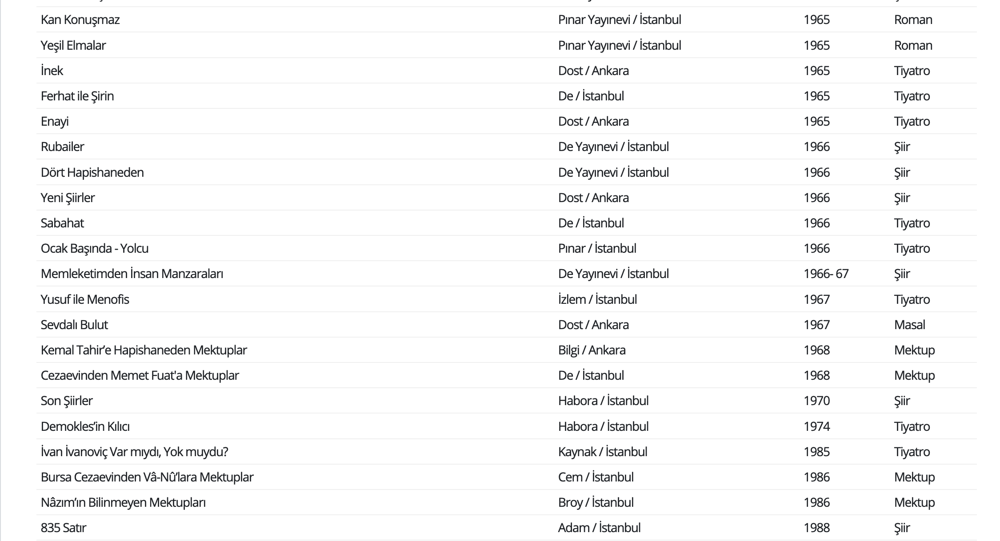 Kan Konuşmaz Pınar Yayınevi / İstanbul 1965 Roman
Yeşil Elmalar Pınar Yayınevi / İstanbul 1965 Roman
İnek Dost / Ankara 1965 Tiyatro
Ferhat ile Şirin De / İstanbul 1965 Tiyatro
Enayi Dost / Ankara 1965 Tiyatro
Rubailer De Yayınevi / İstanbul 1966 Şiir
Dört Hapishaneden De Yayınevi / İstanbul 1966 Şiir
Yeni Şiirler Dost / Ankara 1966 Şiir
Sabahat De / İstanbul 1966 Tiyatro
Ocak Başında - Yolcu Pınar / İstanbul 1966 Tiyatro
Memleketimden İnsan Manzaraları De Yayınevi / İstanbul 1966- 67 Şiir
Yusuf ile Menofis İzlem / İstanbul 1967 Tiyatro
Sevdalı Bulut Dost / Ankara 1967 Masal
Kemal Tahir’e Hapishaneden Mektuplar Bilgi / Ankara 1968 Mektup
Cezaevinden Memet Fuat'a Mektuplar De / İstanbul 1968 Mektup
Son Şiirler Habora / İstanbul 1970 Şiir
Demokles’in Kılıcı Habora / İstanbul 1974 Tiyatro
İvan İvanoviç Var mıydı, Yok muydu? Kaynak / İstanbul 1985 Tiyatro
Bursa Cezaevinden Vâ-Nû’lara Mektuplar Cem / İstanbul 1986 Mektup
Nâzım’ın Bilinmeyen Mektupları Broy / İstanbul 1986 Mektup
835 Satır Adam / İstanbul 1988 Şiir